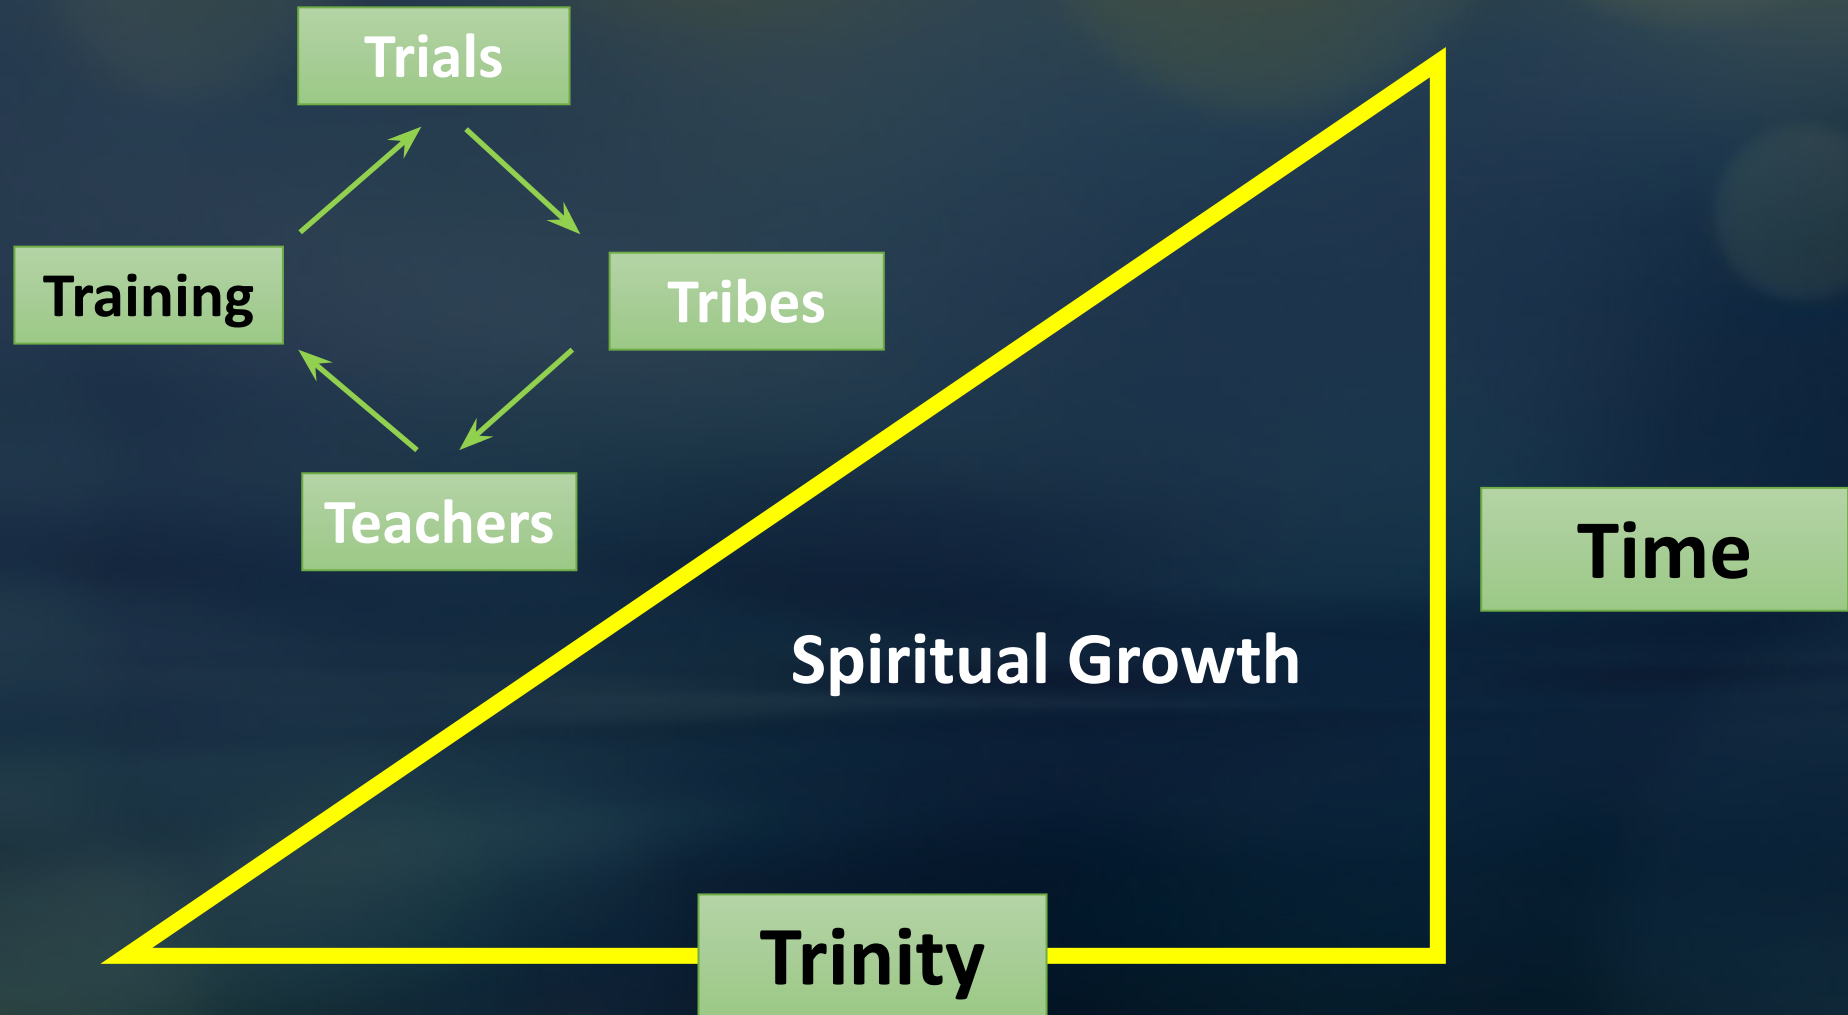 Trials
Training
Tribes
Teachers
Time
Spiritual Growth
Trinity